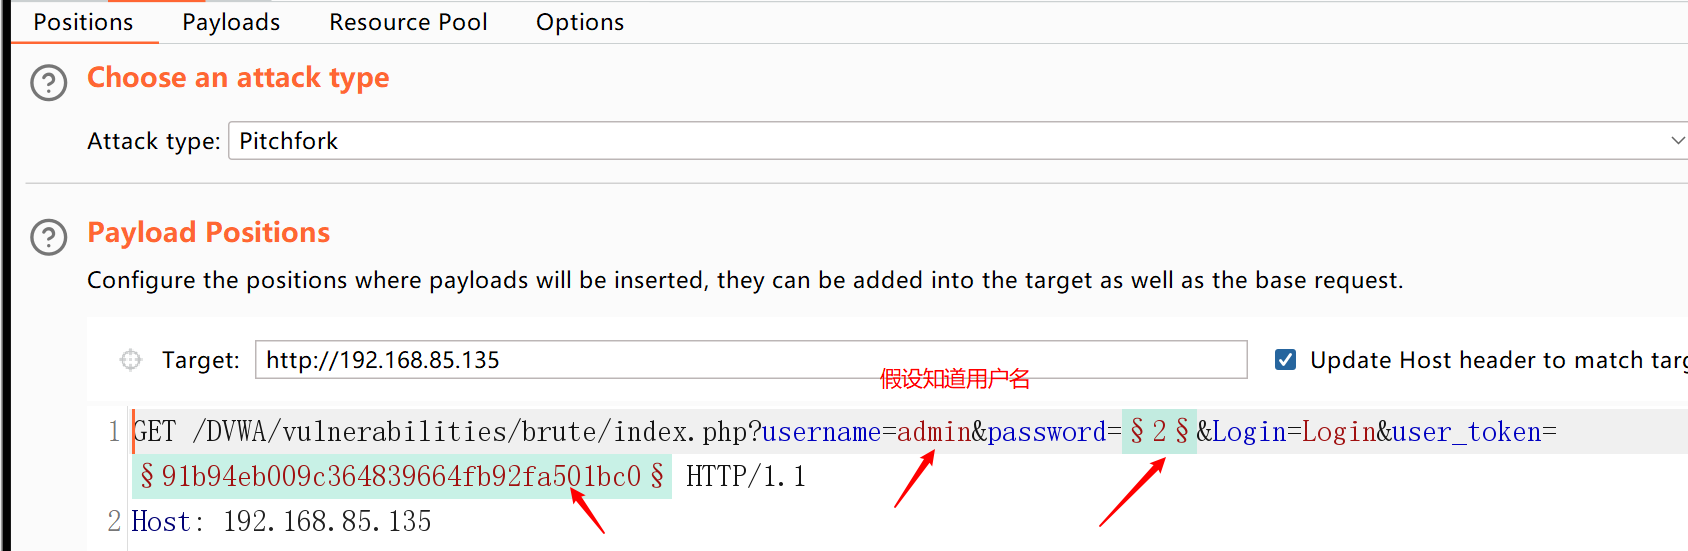 Positions Payloads Resource Pool Options
Choose an attack type
Attack type: Pitchfork
Payload Positions
Configure the positions where payloads will be inserted, they can be added into the target as well as the base request.
Target: http://192.168.85.135 Update Host header to match targ
假设知道用户名
1 GET /DVWA/vulnerabilities/brute/index.php?username=admin&password=§2§&Login=Login&user_token=
§91b94eb009c364839664fb92fa501bc0§ HTTP/1.1
2 Host: 192.168.85.135